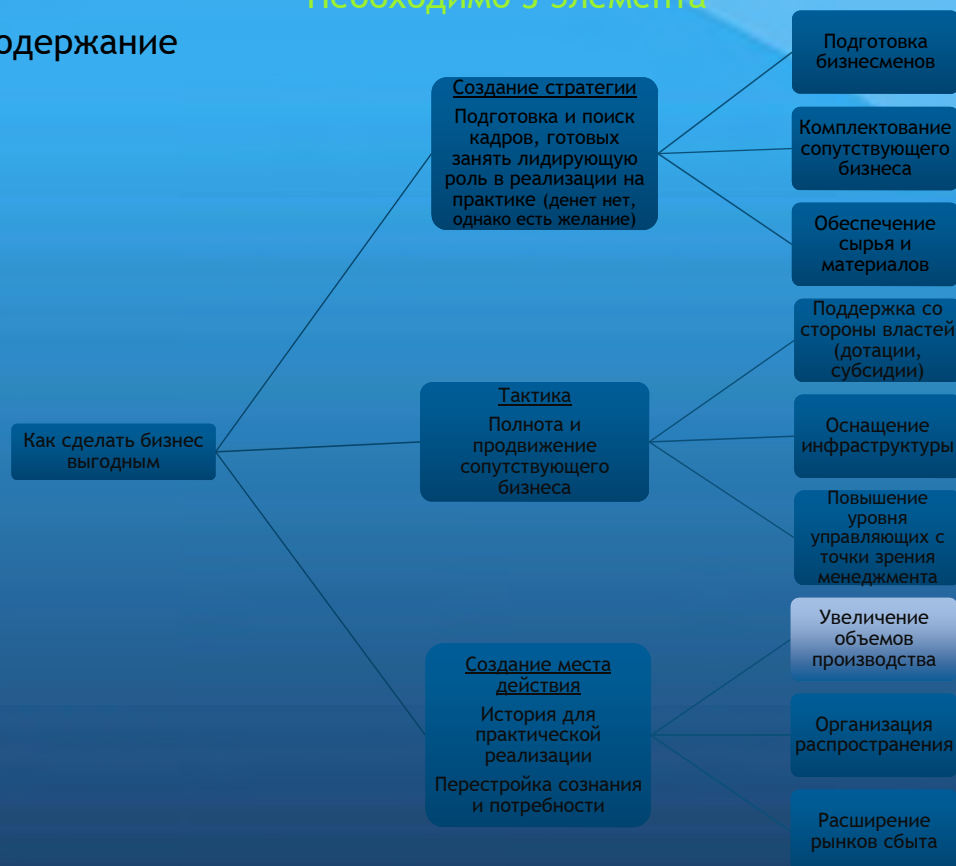 Необходимо 3 элемента
одержание
Как сделать бизнес
выгодным
Создание стратегии
Подготовка и поиск
кадров, готовых
занять лидирующую
роль в реализации на
практике (денет нет,
однако есть желание)
Подготовка
бизнесменов
Комплектование
сопутствующего
бизнеса
Обеспечение
сырья и
материалов
Тактика
Полнота и
продвижение
сопутствующего
бизнеса
Поддержка со
стороны властей
(дотации,
субсидии)
Оснащение
инфраструктуры
Повышение
уровня
управляющих с
точки зрения
менеджмента
Создание места
действия
История для
практической
реализации
Перестройка сознания
и потребности
Увеличение
объемов
производства
Организация
распространения
Расширение
рынков сбыта